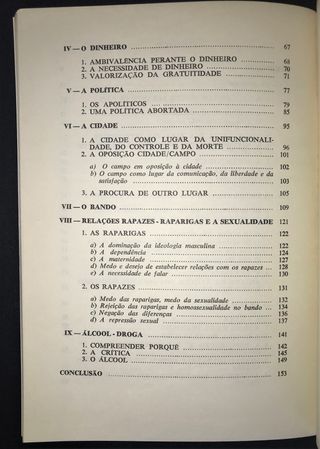 IV — O DINHEIRO ........ 67
1. AMBIVALÊNCIA PERANTE O DINHEIRO ........ 68
2. A NECESSIDADE DE DINHEIRO ........ 70
3. VALORIZAÇÃO DA GRATUITIDADE ........ 71
V — A POLÍTICA ........ 77
1. OS APOLÍTICOS ........ 79
2. UMA POLÍTICA ABORTADA ........ 85
VI — A CIDADE ........ 95
1. A CIDADE COMO LUGAR DA UNIFUNCIONALI-
DADE, DO CONTROLE E DA MORTE ........ 96
2. A OPOSIÇÃO CIDADE/CAMPO ........ 101
a) O campo em oposição à cidade ........ 102
b) O campo como lugar da comunicação, da liberdade e da
satisfação ........ 103
3. A PROCURA DE OUTRO LUGAR ........ 105
VII — O BANDO ........ 109
VIII — RELAÇÕES RAPAZES - RAPARIGAS E A SEXUALIDADE 121
1. AS RAPARIGAS ........ 122
a) A dominação da ideologia masculina ........ 122
b) A dependência ........ 124
c) A maternidade ........ 127
d) Medo e desejo de estabelecer relações com os rapazes ... 128
e) A necessidade de falar ........ 130
2. OS RAPAZES ........ 131
a) Medo das raparigas, medo da sexualidade ........ 132
b) Rejeição das raparigas e homossexualidade no bando ... 134
c) Negação das diferenças ........ 136
d) A repressão sexual ........ 137
IX — ÁLCOOL - DROGA ........ 141
1. COMPREENDER PORQUÊ ........ 142
2. A CRÍTICA ........ 145
3. O ÁLCOOL ........ 149
CONCLUSÃO ........ 153